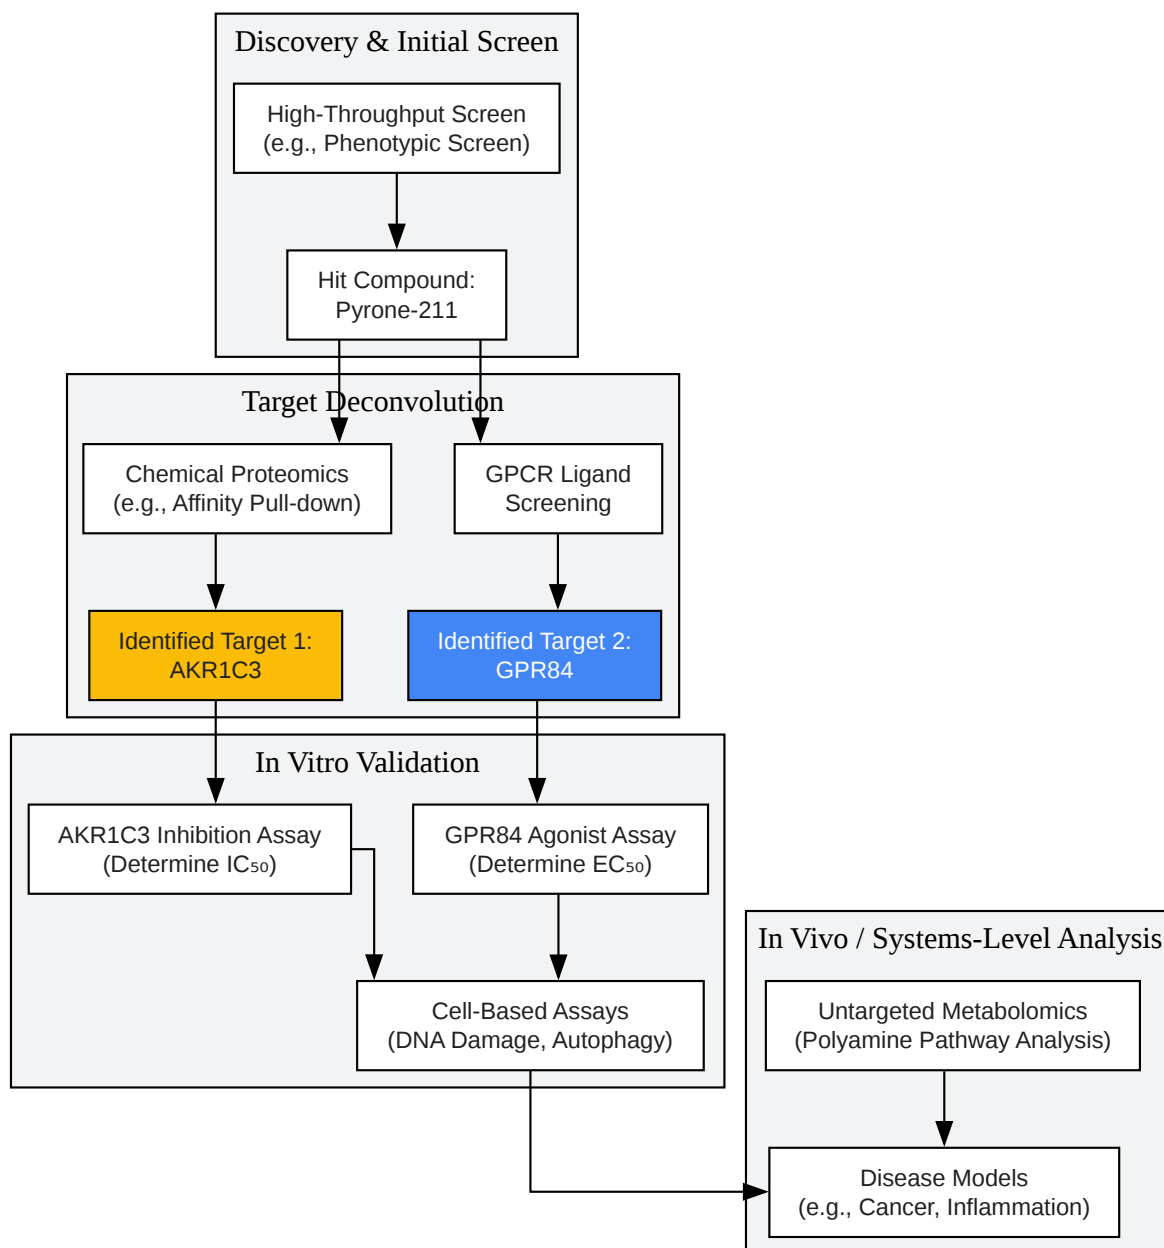 Discovery & Initial Screen
High-Throughput Screen
(e.g., Phenotypic Screen)
Hit Compound:
Pyrone-211
Target Deconvolution
Chemical Proteomics
(e.g., Affinity Pull-down)
GPCR Ligand
Screening
Identified Target 1:
AKR1C3
Identified Target 2:
GPR84
In Vitro Validation
AKR1C3 Inhibition Assay
(Determine IC₅₀)
GPR84 Agonist Assay
(Determine EC₅₀)
Cell-Based Assays
(DNA Damage, Autophagy)
In Vivo / Systems-Level Analysis
Untargeted Metabolomics
(Polyamine Pathway Analysis)
Disease Models
(e.g., Cancer, Inflammation)